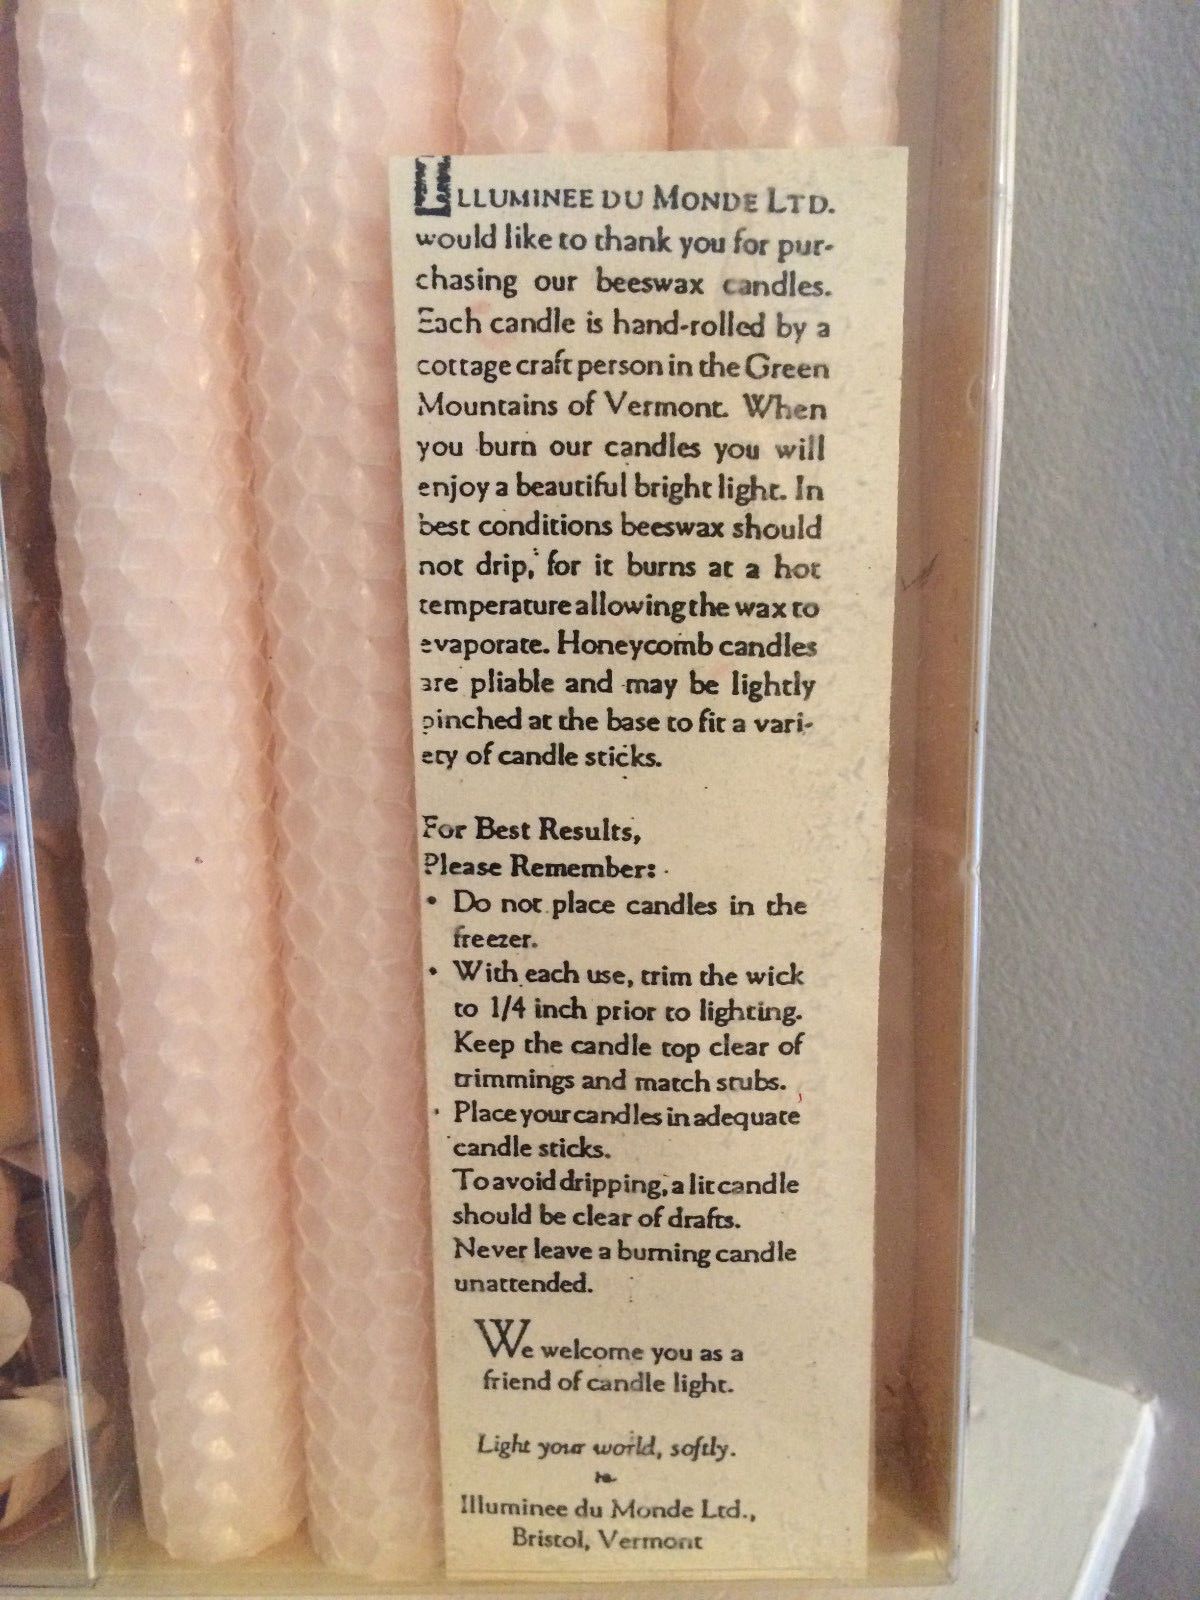 ILLUMINEE DU MONDE LTD.
would like to thank you for pur-
chasing our beeswax candles.
Each candle is hand-rolled by a
cottage craft person in the Green
Mountains of Vermont. When
you burn our candles you will
enjoy a beautiful bright light. In
best conditions beeswax should
not drip, for it burns at a hot
temperature allowing the wax to
evaporate. Honeycomb candles
are pliable and may be lightly
pinched at the base to fit a vari-
ety of candle sticks.
For Best Results,
Please Remember:
• Do not place candles in the
freezer.
• With each use, trim the wick
to 1/4 inch prior to lighting.
Keep the candle top clear of
trimmings and match stubs.
• Place your candles in adequate
candle sticks.
To avoid dripping, a lit candle
should be clear of drafts.
Never leave a burning candle
unattended.
We welcome you as a
friend of candle light.
Light your world, softly.
Illuminee du Monde Ltd.,
Bristol, Vermont